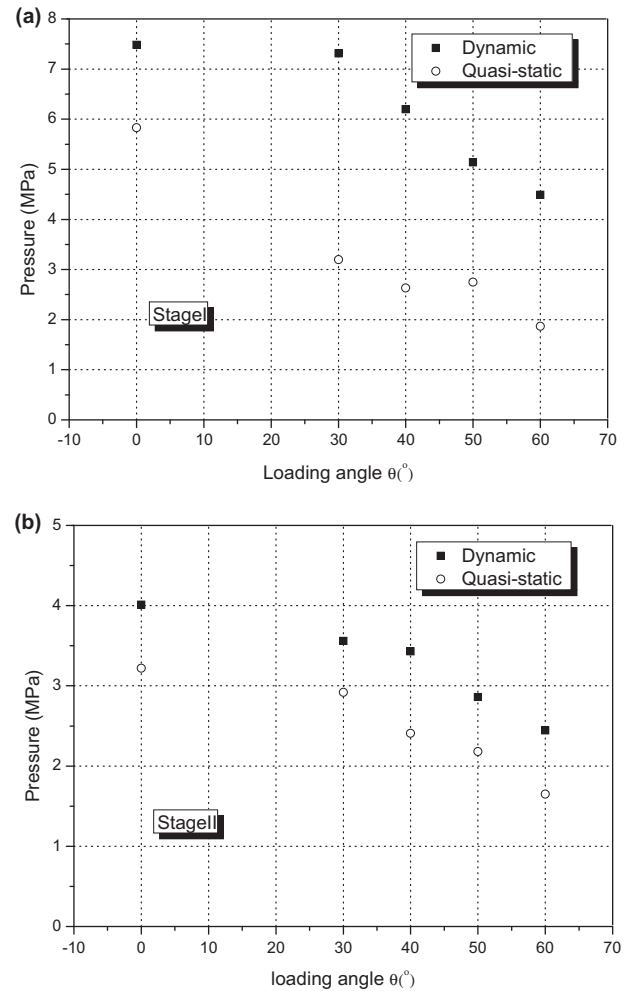 (a)
8
7
6
5
4
3
2
1
0
Pressure (MPa)
Dynamic
Quasi-static
StageI
-10 0 10 20 30 40 50 60 70
Loading angle θ(°)
(b)
5
4
3
2
1
0
Pressure (MPa)
Dynamic
Quasi-static
StageII
-10 0 10 20 30 40 50 60 70
loading angle θ(°)